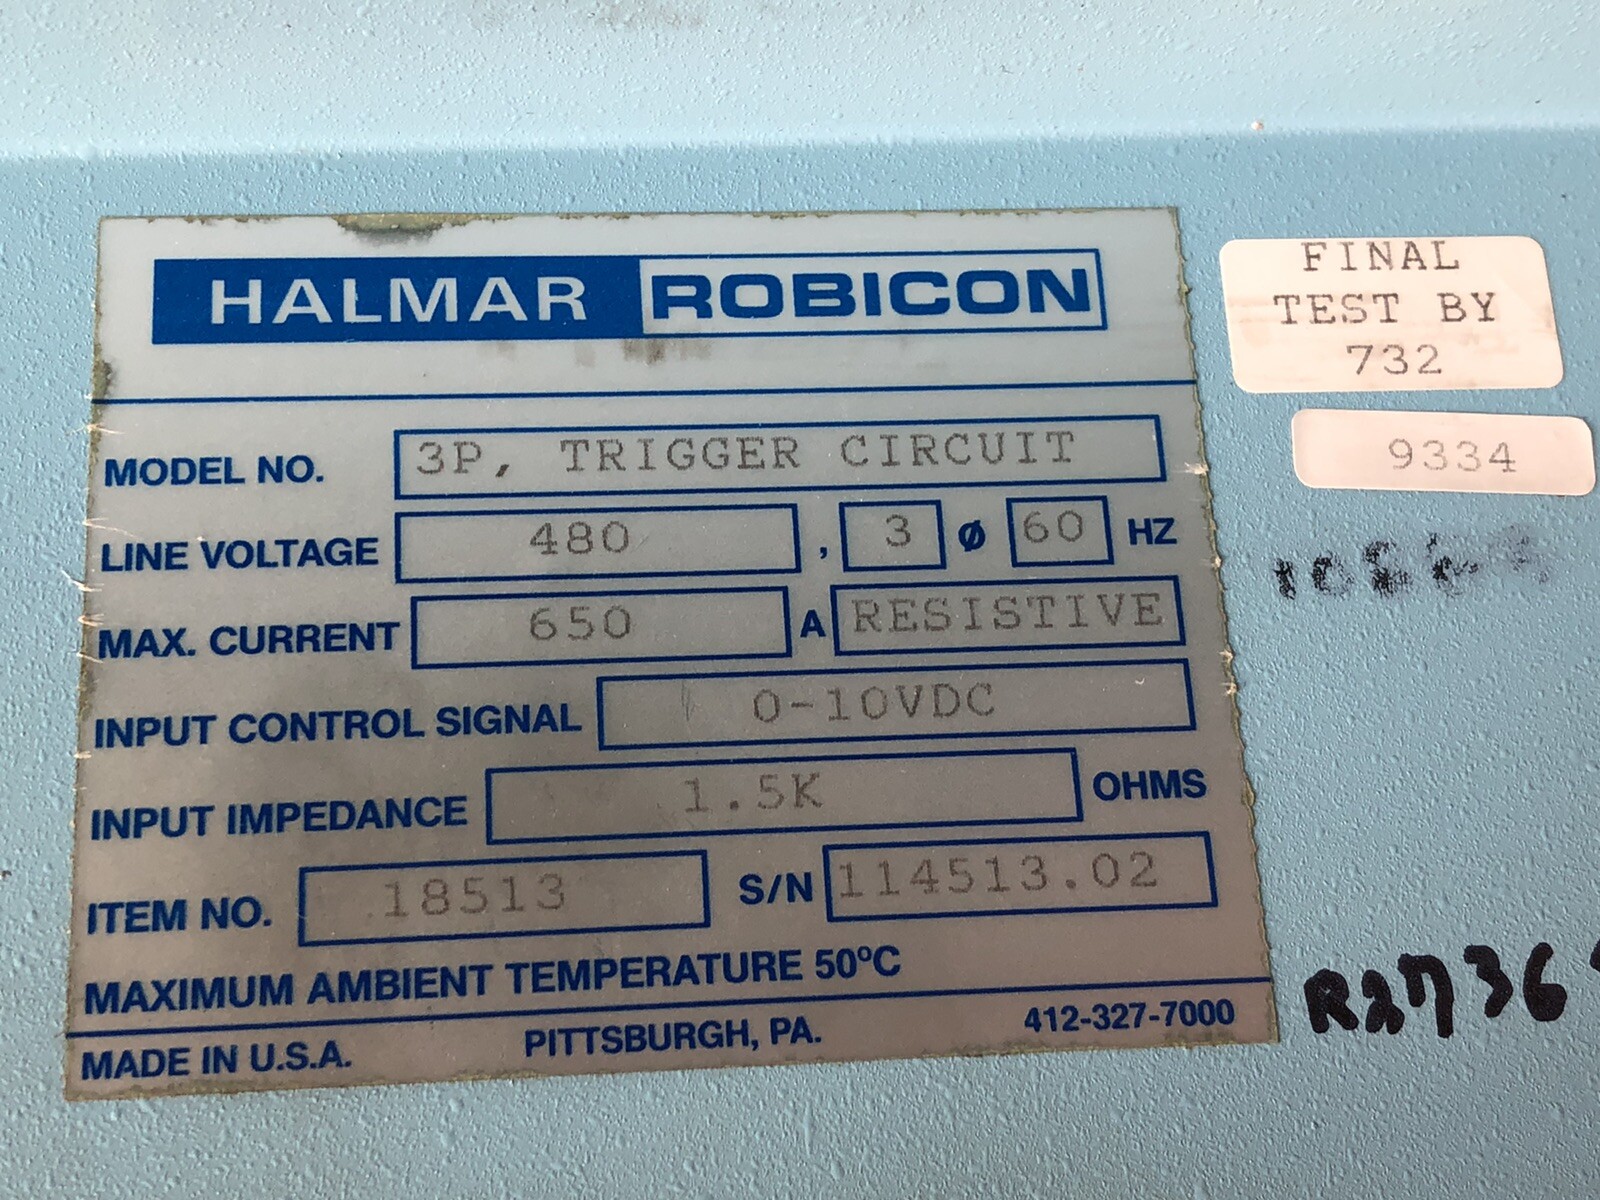 HALMAR ROBICON
MODEL NO. 3P, TRIGGER CIRCUIT
LINE VOLTAGE 480 , 3 ø 60 HZ
MAX. CURRENT 650 A RESISTIVE
INPUT CONTROL SIGNAL 0-10VDC
INPUT IMPEDANCE 1.5K OHMS
ITEM NO. 18513 S/N 114513.02
MAXIMUM AMBIENT TEMPERATURE 50ºC
MADE IN U.S.A. PITTSBURGH, PA. 412-327-7000
FINAL
TEST BY
732
9334